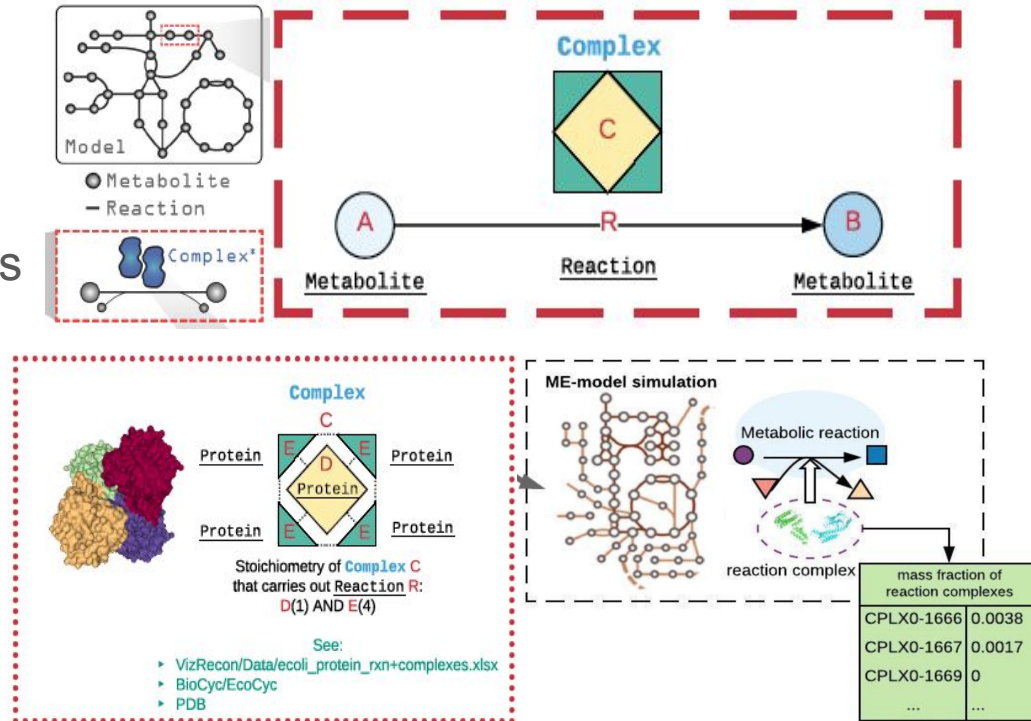 Model
Metabolite
Reaction
s
Complex*
Complex
C
A
R
B
Metabolite
Reaction
Metabolite
Complex
C
Protein
E
E
Protein
D
Protein
Protein
E
E
Protein
Stoichiometry of Complex C
that carries out Reaction R:
D(1) AND E(4)
See:
VizRecon/Data/ecoli_protein_rxn+complexes.xlsx
BioCyc/EcoCyc
PDB
ME-model simulation
Metabolic reaction
reaction complex
mass fraction of
reaction complexes
CPLX0-1666 0.0038
CPLX0-1667 0.0017
CPLX0-1669 0
... ...